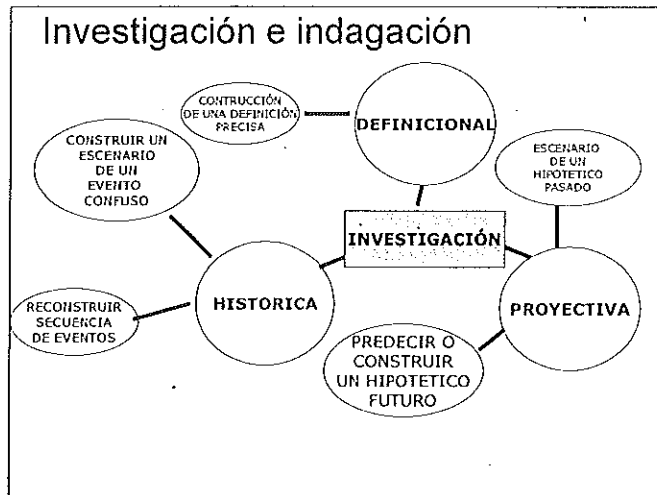 Investigación e indagación
CONTRUCCIÓN
DE UNA DEFINICIÓN
PRECISA
DEFINICIONAL
CONSTRUIR UN
ESCENARIO
DE UN
EVENTO
CONFUSO
ESCENARIO
DE UN
HIPOTETICO
PASADO
INVESTIGACIÓN
HISTORICA
PROYECTIVA
RECONSTRUIR
SECUENCIA
DE EVENTOS
PREDECIR O
CONSTRUIR
UN HIPOTETICO
FUTURO